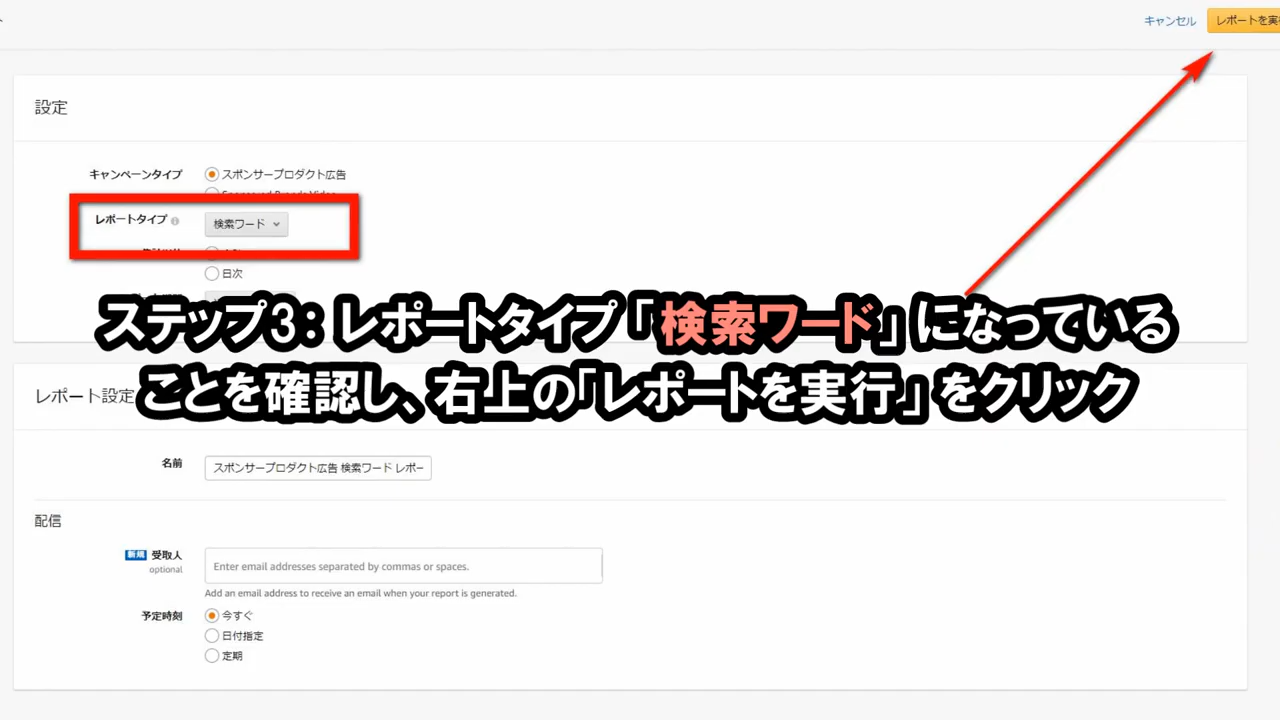 キャンセル
レポートを実
設定
キャンペーンタイプ
スポンサープロダクト広告
レポートタイプ
検索ワード
日次
ステップ3：レポートタイプ「検索ワード」になっている
ことを確認し、右上の「レポートを実行」をクリック
レポート設定
名前
スポンサープロダクト広告 検索ワード レポー
配信
新規 受取人
optional
Enter email addresses separated by commas or spaces.
Add an email address to receive an email when your report is generated.
予定時刻
今すぐ
日付指定
定期